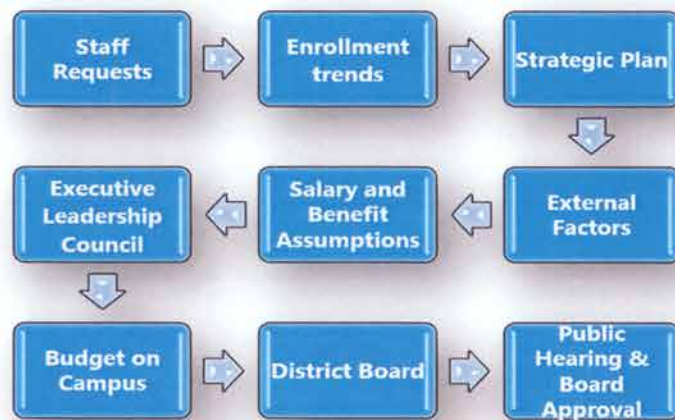 Staff
Requests
Enrollment
trends
Strategic Plan
External
Factors
Salary and
Benefit
Assumptions
Executive
Leadership
Council
Budget on
Campus
District Board
Public
Hearing &
Board
Approval